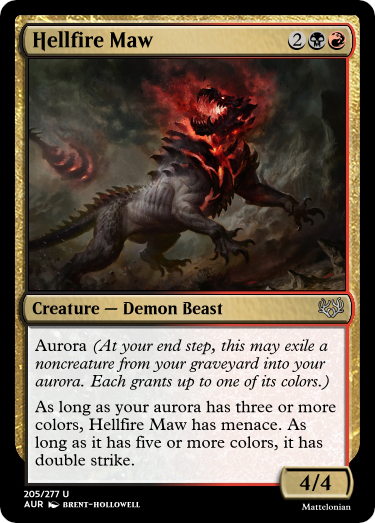 Hellfire Maw 2
Creature — Demon Beast
Aurora (At your end step, this may exile a
noncreature from your graveyard into your
aurora. Each grants up to one of its colors.)
As long as your aurora has three or more
colors, Hellfire Maw has menace. As
long as it has five or more colors, it has
double strike.
4/4
205/277 U
AUR BRENT-HOLLOWELL
Mattelonian